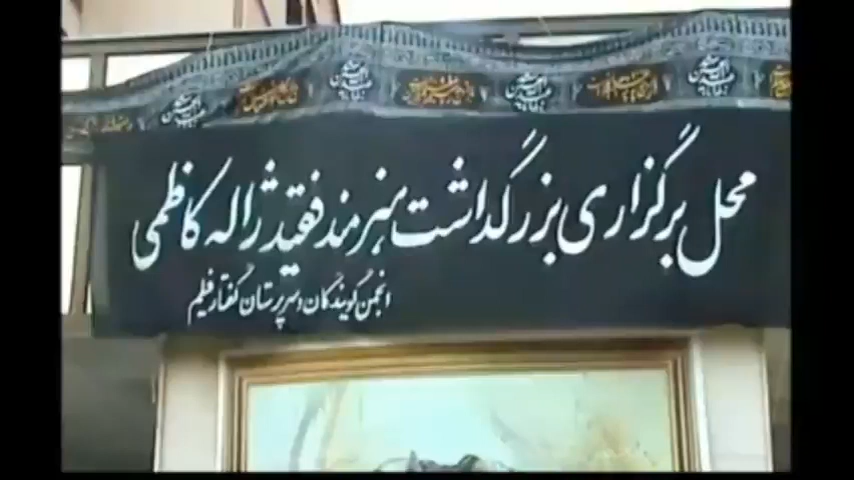 محل برگزاری بزرگداشت هنرمند فقید ژاله کاظمی
انجمن گویندگان و سرپرستان گفتار فیلم